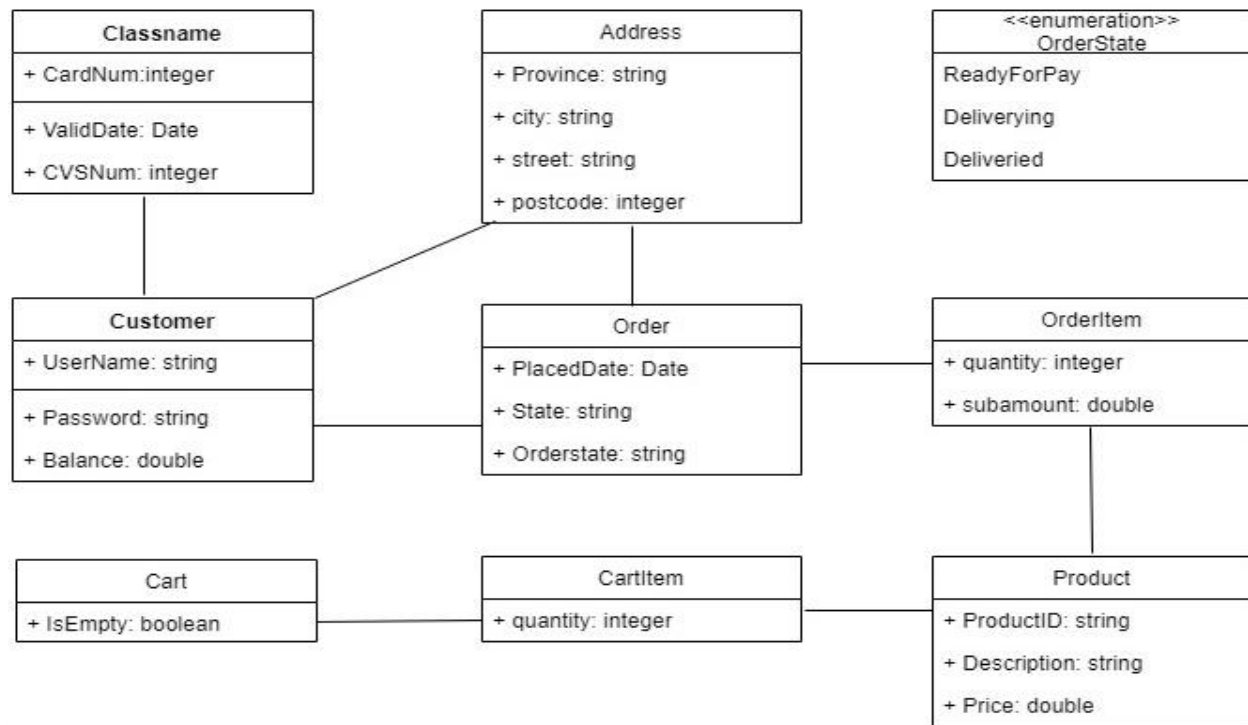 Classname
+ CardNum:integer
+ ValidDate: Date
+ CVSNum: integer
Address
+ Province: string
+ city: string
+ street: string
+ postcode: integer
<<enumeration>>
OrderState
ReadyForPay
Deliverying
Deliveried
Customer
+ UserName: string
+ Password: string
+ Balance: double
Order
+ PlacedDate: Date
+ State: string
+ Orderstate: string
OrderItem
+ quantity: integer
+ subamount: double
Cart
+ IsEmpty: boolean
CartItem
+ quantity: integer
Product
+ ProductID: string
+ Description: string
+ Price: double